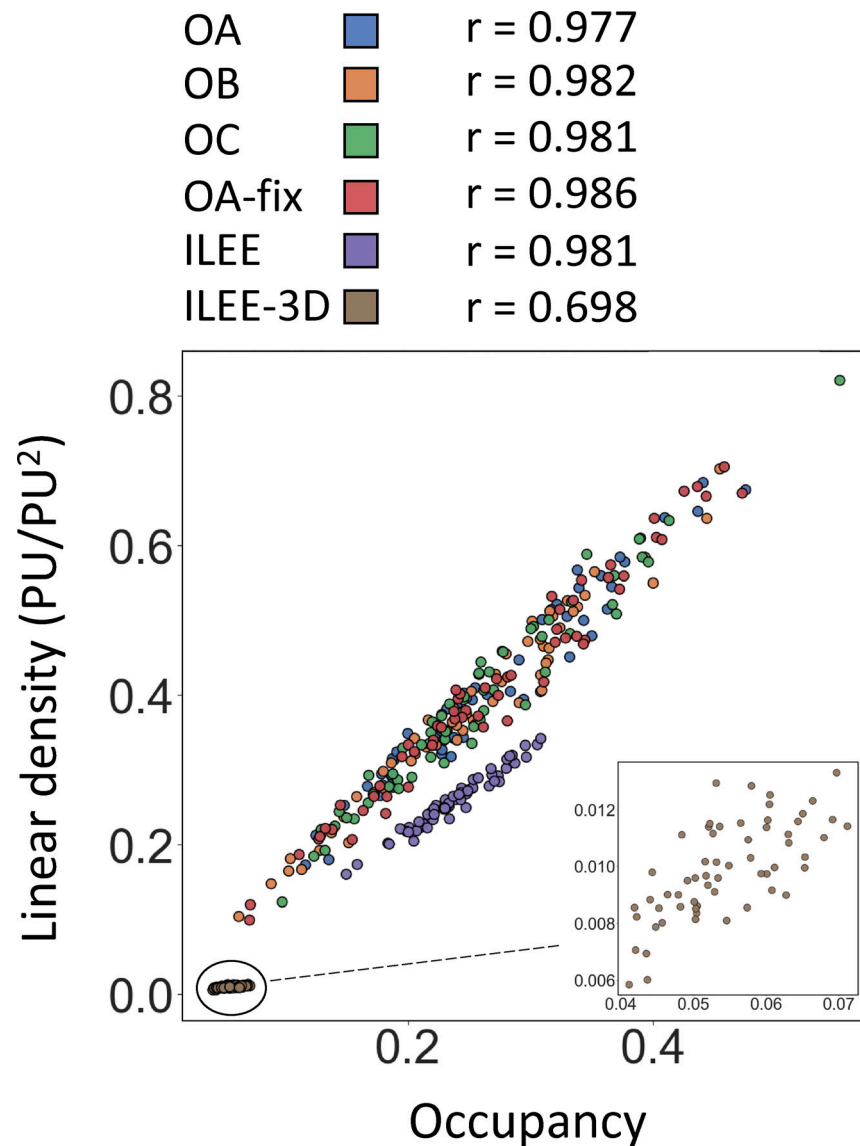 OA r = 0.977
OB r = 0.982
OC r = 0.981
OA-fix r = 0.986
ILEE r = 0.981
ILEE-3D r = 0.698
Linear density (PU/PU²)
0.8
0.6
0.4
0.2
0.0
0.012
0.010
0.008
0.006
0.04 0.05 0.06 0.07
0.2 0.4
Occupancy